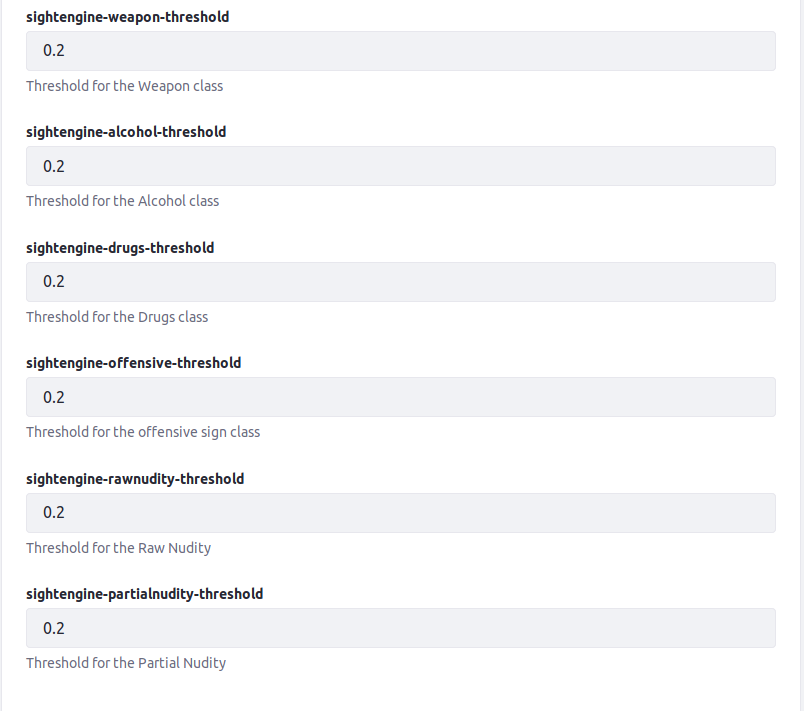 sightengine-weapon-threshold
0.2
Threshold for the Weapon class
sightengine-alcohol-threshold
0.2
Threshold for the Alcohol class
sightengine-drugs-threshold
0.2
Threshold for the Drugs class
sightengine-offensive-threshold
0.2
Threshold for the offensive sign class
sightengine-rawnudity-threshold
0.2
Threshold for the Raw Nudity
sightengine-partialnudity-threshold
0.2
Threshold for the Partial Nudity